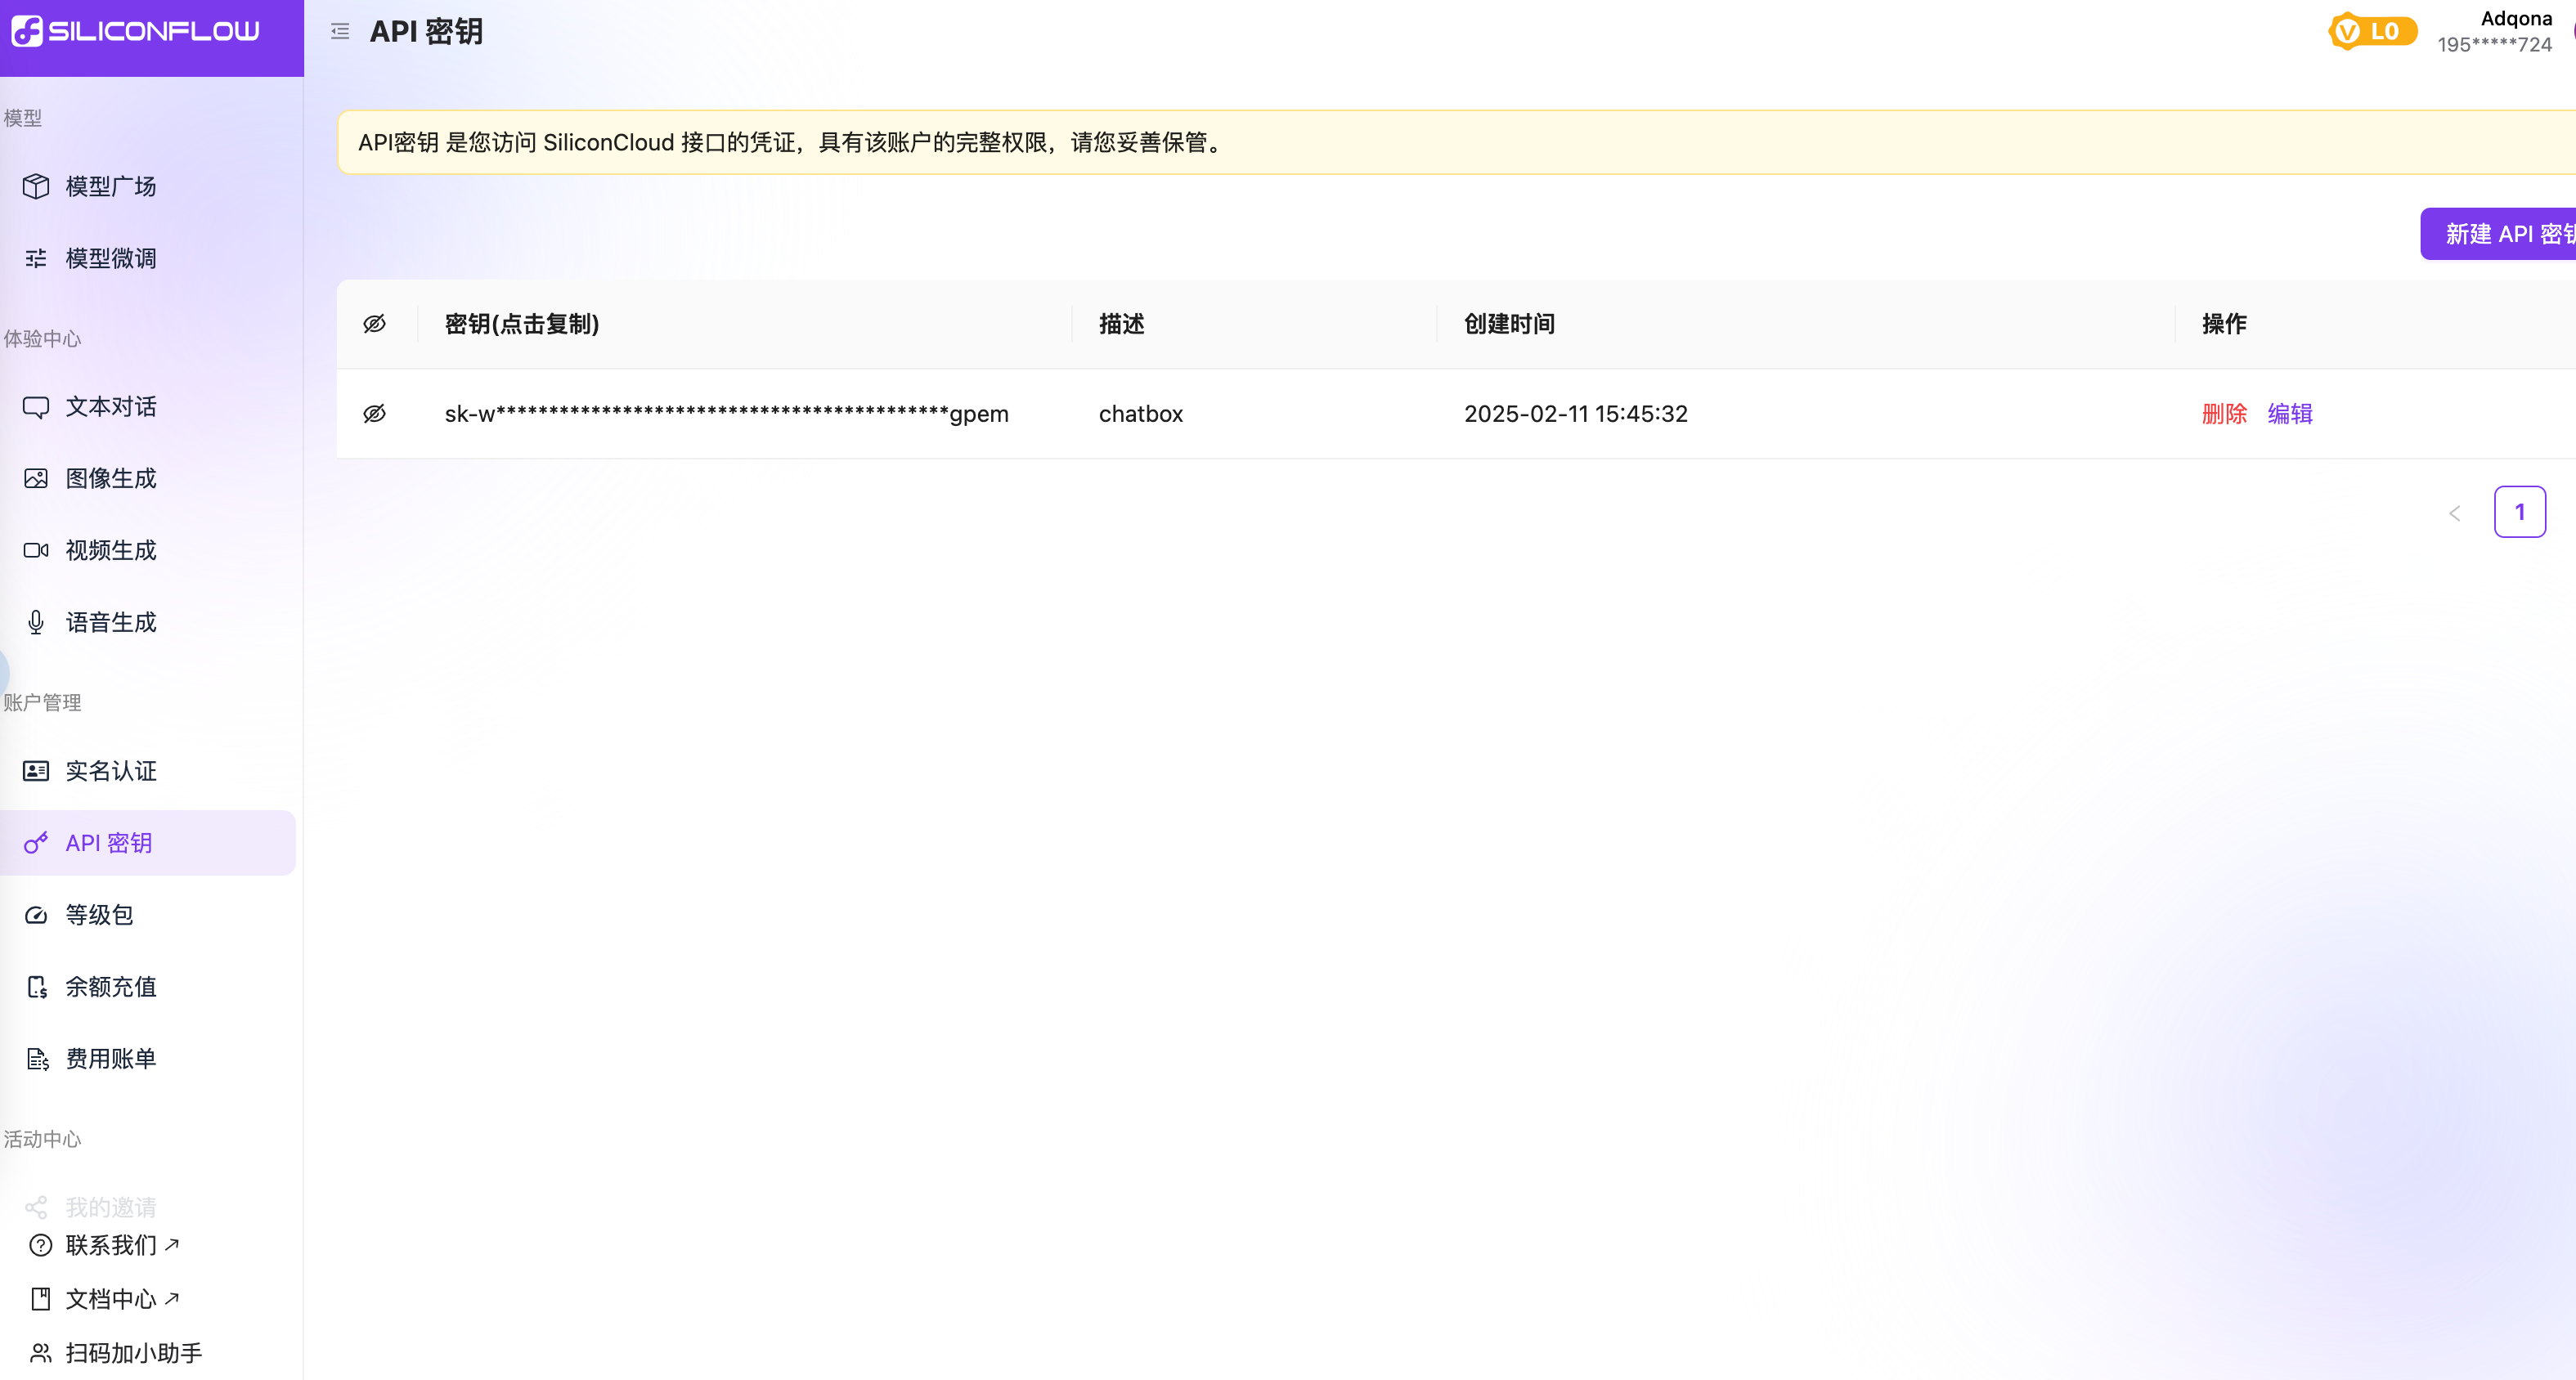 SILICONFLOW
API 密钥
L0
Adqona
195*****724
模型
模型广场
模型微调
体验中心
文本对话
图像生成
视频生成
语音生成
账户管理
实名认证
API 密钥
等级包
余额充值
费用账单
活动中心
我的邀请
联系我们
文档中心
扫码加小助手
API密钥 是您访问 SiliconCloud 接口的凭证，具有该账户的完整权限，请您妥善保管。
新建 API 密钥
密钥(点击复制) 描述 创建时间 操作
sk-w*******************************************gpem chatbox 2025-02-11 15:45:32 删除 编辑
1